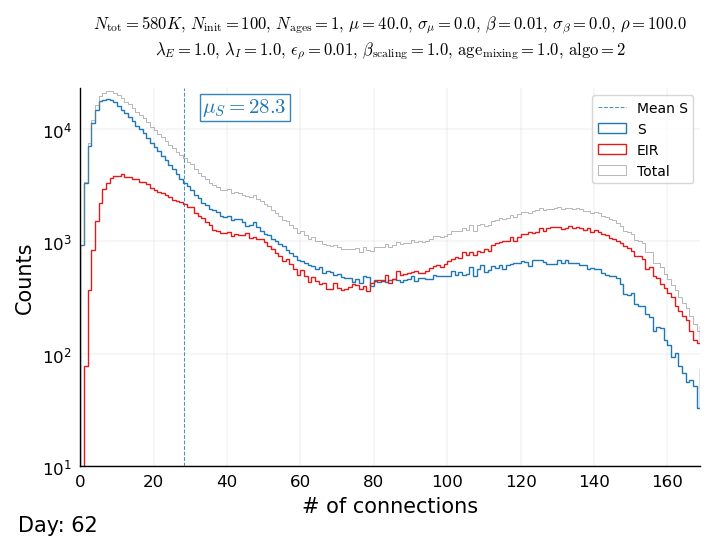 N_tot = 580K, N_init = 100, N_ages = 1, μ = 40.0, σ_μ = 0.0, β = 0.01, σ_β = 0.0, ρ = 100.0
λ_E = 1.0, λ_I = 1.0, ϵ_ρ = 0.01, β_scaling = 1.0, age_mixing = 1.0, algo = 2
μ_S = 28.3
Mean S
S
EIR
Total
10^4
10^3
10^2
10^1
Counts
0 20 40 60 80 100 120 140 160
# of connections
Day: 62